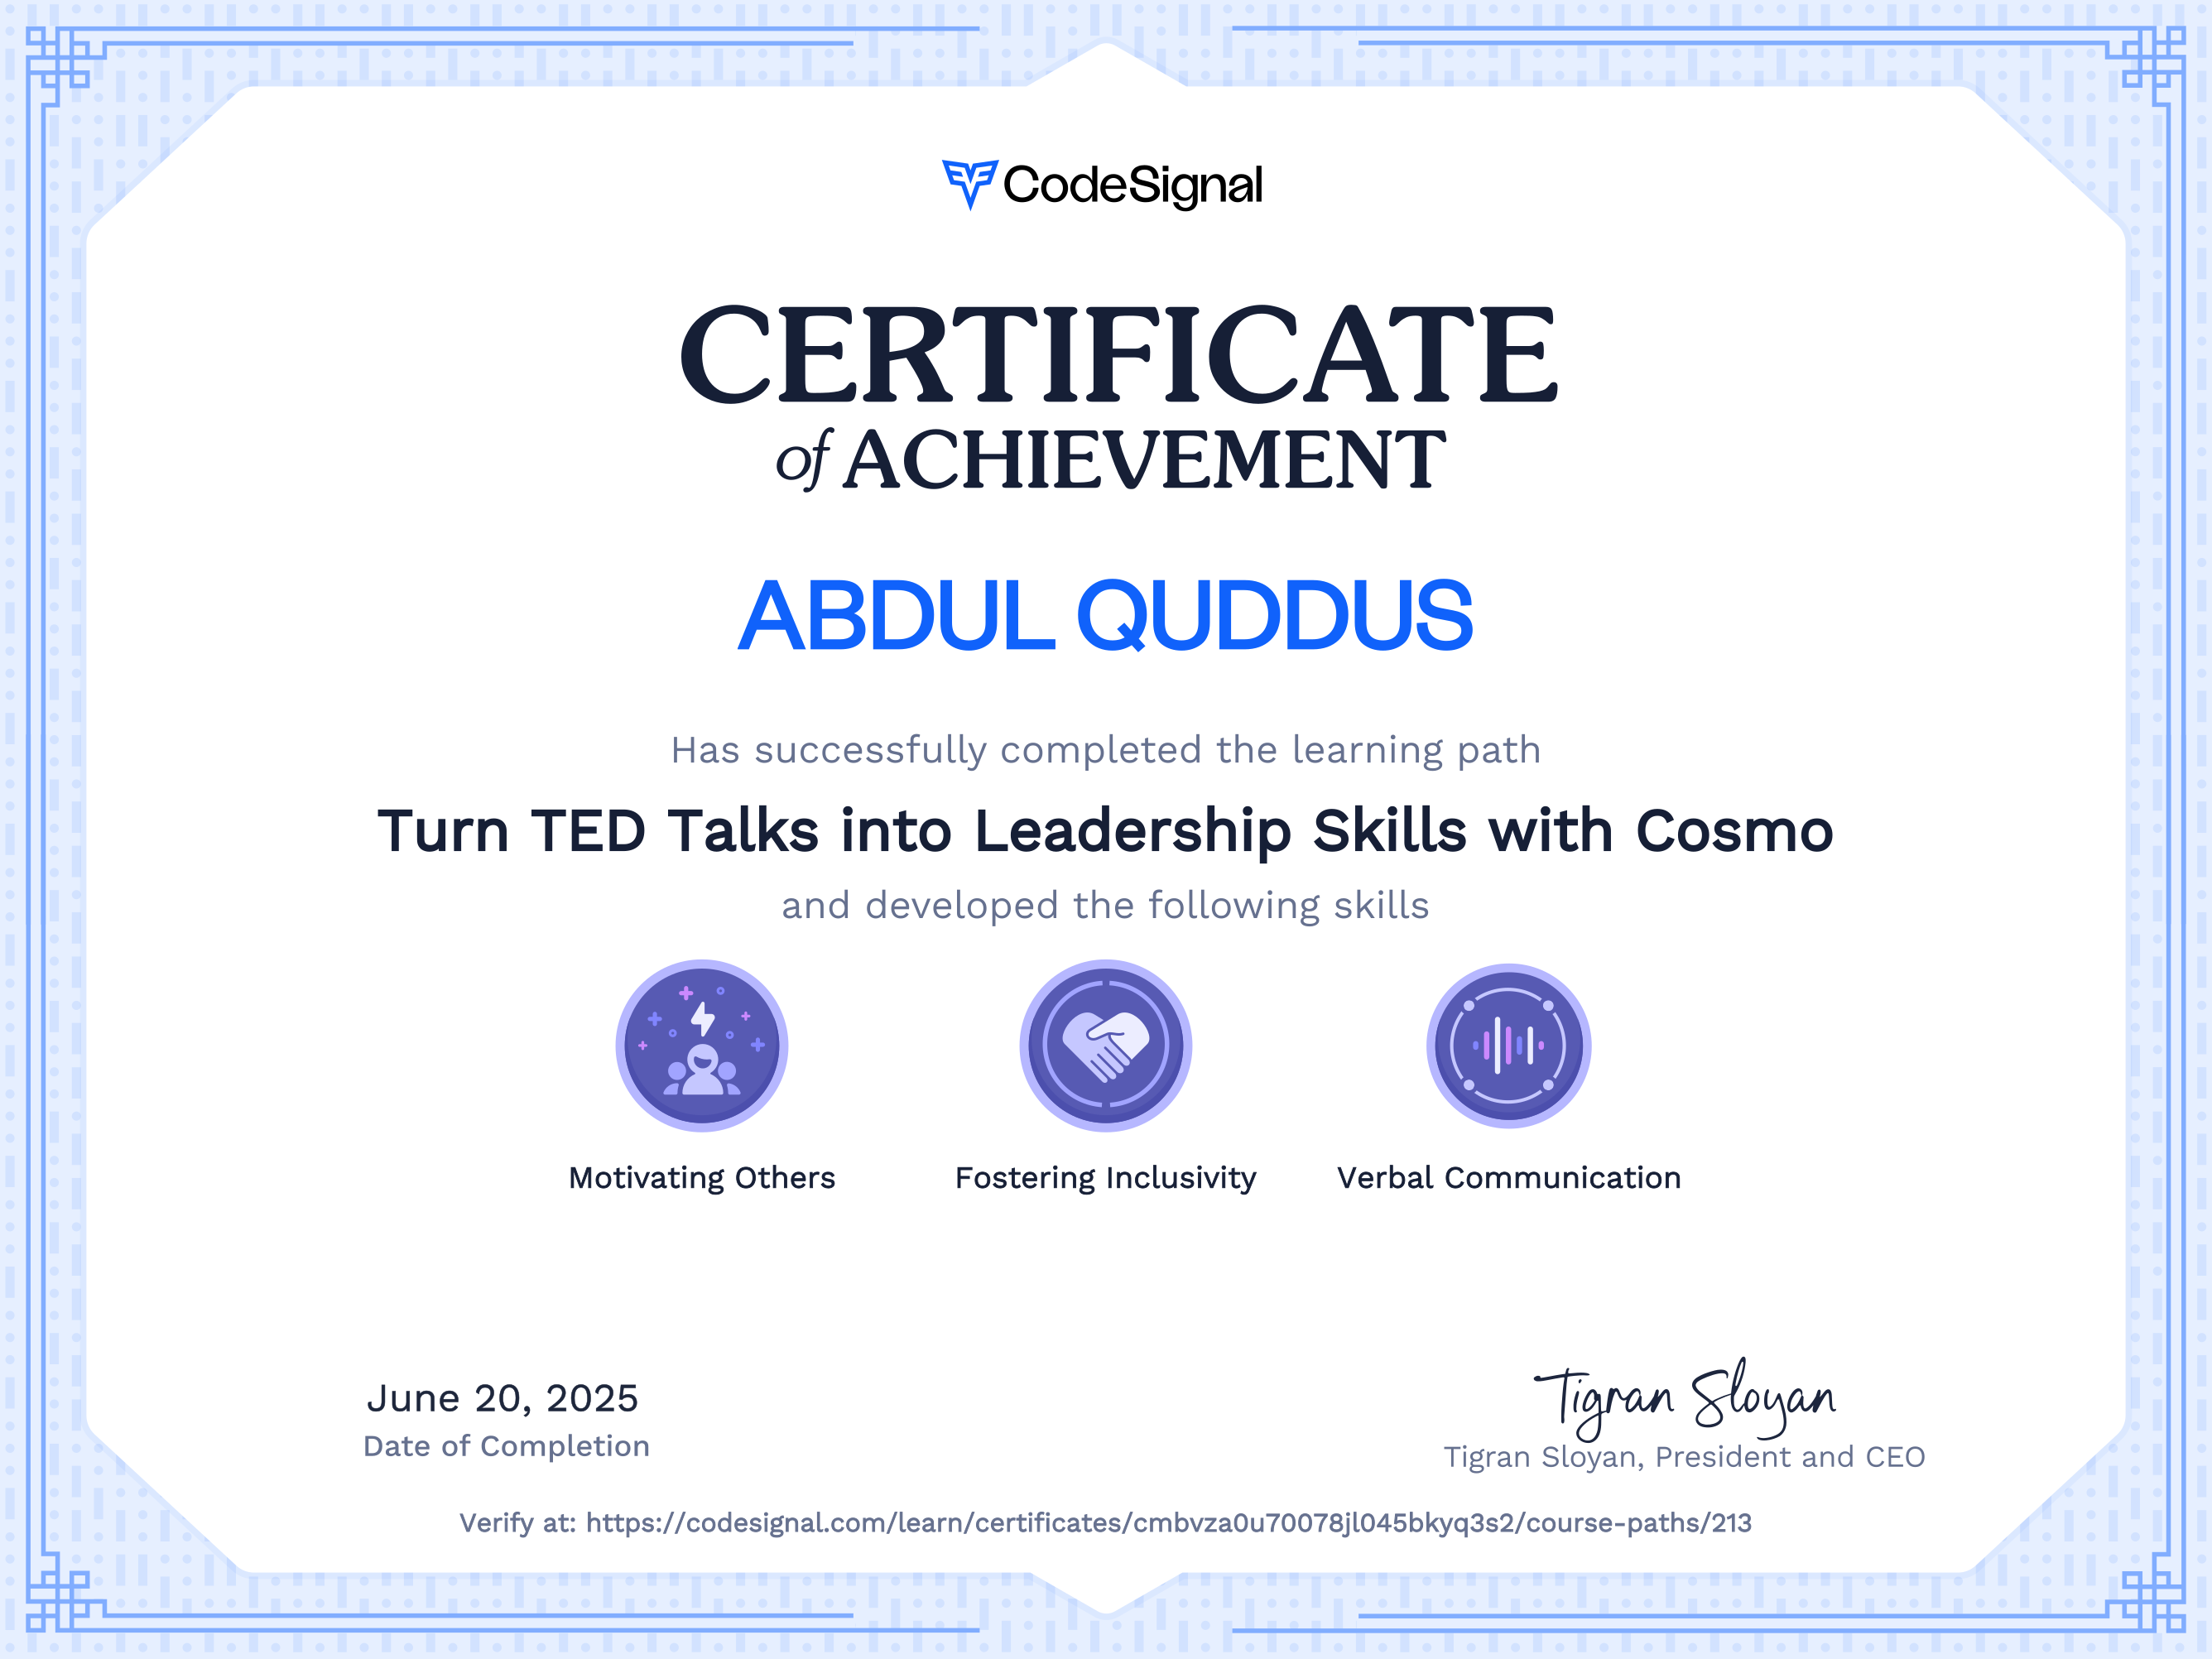 CodeSignal
CERTIFICATE
of ACHIEVEMENT
ABDUL QUDDUS
Has successfully completed the learning path
Turn TED Talks into Leadership Skills with Cosmo
and developed the following skills
Motivating Others
Fostering Inclusivity
Verbal Communication
June 20, 2025
Date of Completion
Tigran Sloyan
Tigran Sloyan, President and CEO
Verify at: https://codesignal.com/learn/certificates/cmbvza0u70078jl045bkyq3s2/course-paths/213